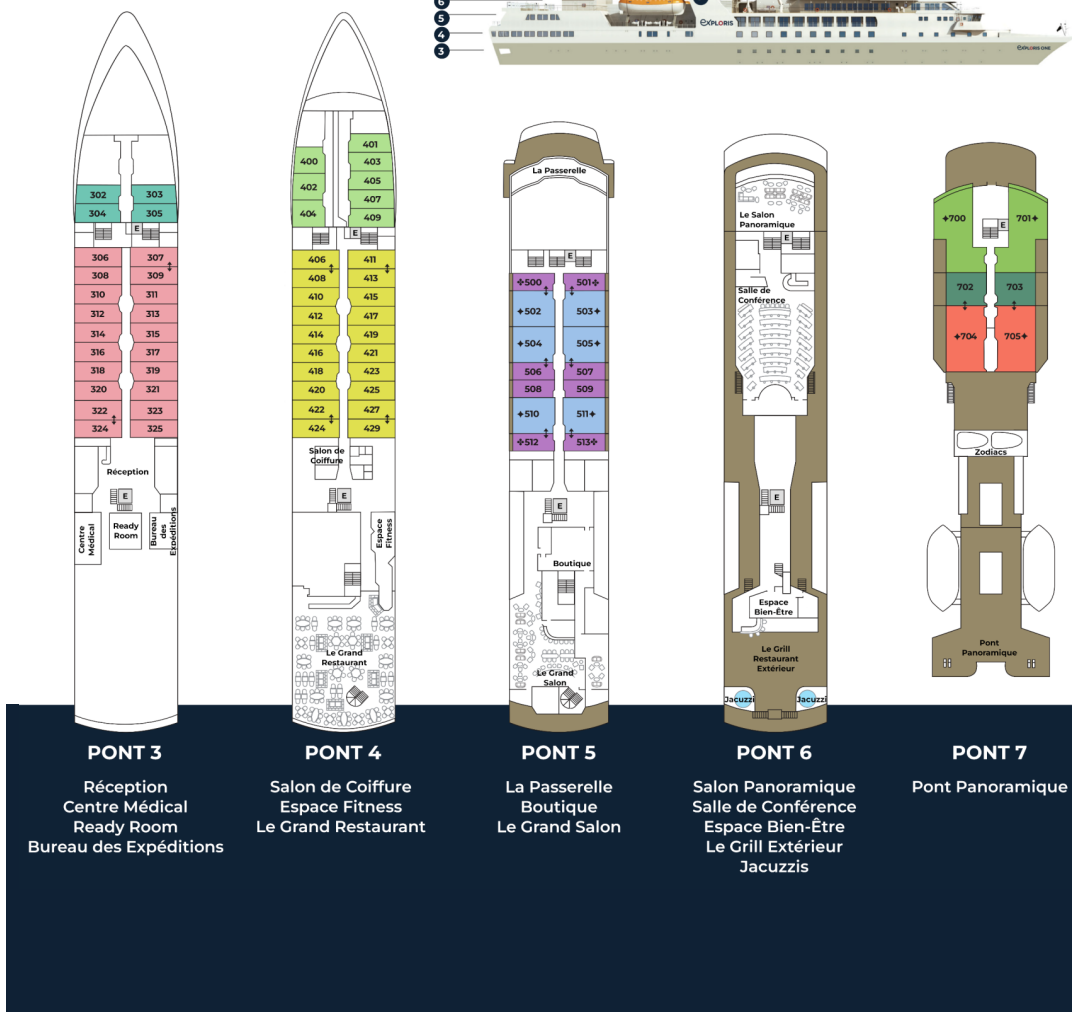 6
5
4
3
EXPLORIS
EXPLORIS ONE
302 303
304 305
E
306 307
308 309
310 311
312 313
314 315
316 317
318 319
320 321
322 323
324 325
Réception
E
Centre
Médical
Ready
Room
Bureau
des
Expéditions
401
400 403
402 405
407
404 409
E
406 411
408 413
410 415
412 417
414 419
416 421
418 423
420 425
422 427
424 429
Salon de
Coiffure
E
Espace
Fitness
Le Grand
Restaurant
La Passerelle
E
✣500 501✣
✦502 503✦
✦504 505✦
506 507
508 509
✦510 511✦
✣512 513✣
E
Boutique
Le Grand
Salon
Le Salon
Panoramique
E
Salle de
Conférence
E
Espace
Bien-Être
Le Grill
Restaurant
Extérieur
Jacuzzi Jacuzzi
✦700 701✦
E
702 703
✦704 705✦
Zodiacs
Pont
Panoramique
PONT 3
Réception
Centre Médical
Ready Room
Bureau des Expéditions
PONT 4
Salon de Coiffure
Espace Fitness
Le Grand Restaurant
PONT 5
La Passerelle
Boutique
Le Grand Salon
PONT 6
Salon Panoramique
Salle de Conférence
Espace Bien-Être
Le Grill Extérieur
Jacuzzis
PONT 7
Pont Panoramique